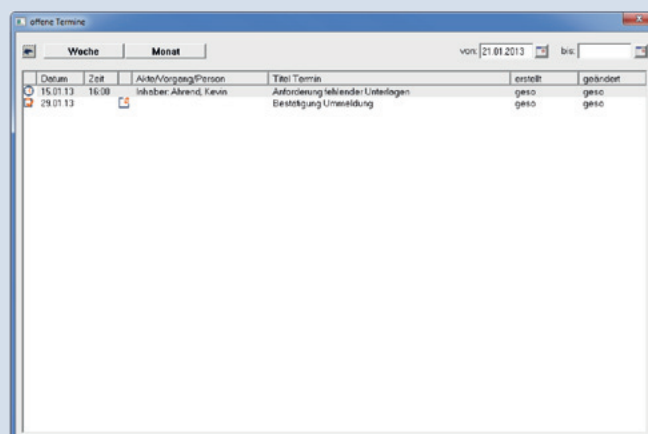 offene Termine
Woche Monat von: 21.01.2013 bis:
Datum Zeit Akte/Vorgang/Person Titel Termin erstellt geändert
15.01.13 16:08 Inhaber: Ahrend, Kevin Anforderung fehlender Unterlagen geso geso
29.01.13 Bestätigung Ummeldung geso geso